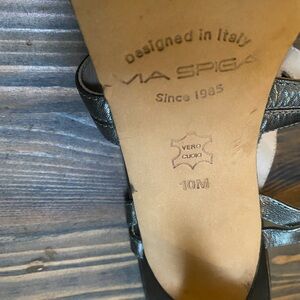 Designed in Italy
VIA SPIGA
Since 1985
VERO
CUOIO
10M